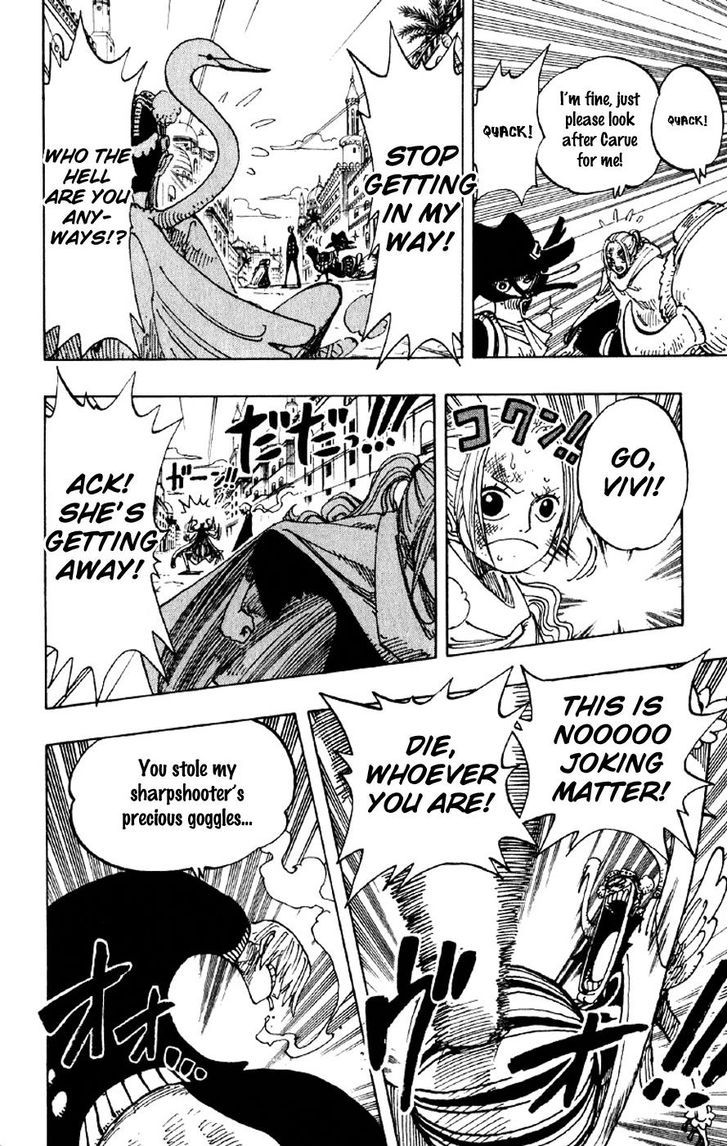 QUACK!
I'm fine, just
please look
after Carue
for me!
QUACK!
STOP
GETTING
IN MY
WAY!
WHO THE
HELL
ARE YOU
ANY-
WAYS!?
GO,
VIVI!
コクン!!
だだっ!!!
ガーン!!
ACK!
SHE'S
GETTING
AWAY!
THIS IS
NOOOOO
JOKING
MATTER!
DIE,
WHOEVER
YOU ARE!
You stole my
sharpshooter's
precious goggles...
オオ
オオ...